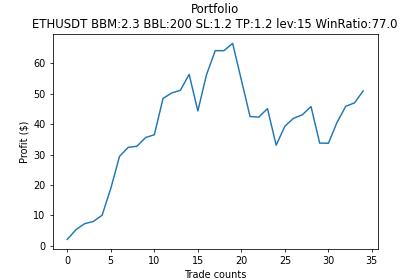 Portfolio
ETHUSDT BBM:2.3 BBL:200 SL:1.2 TP:1.2 lev:15 WinRatio:77.0
60
50
40
30
20
10
0
Profit ($)
0 5 10 15 20 25 30 35
Trade counts